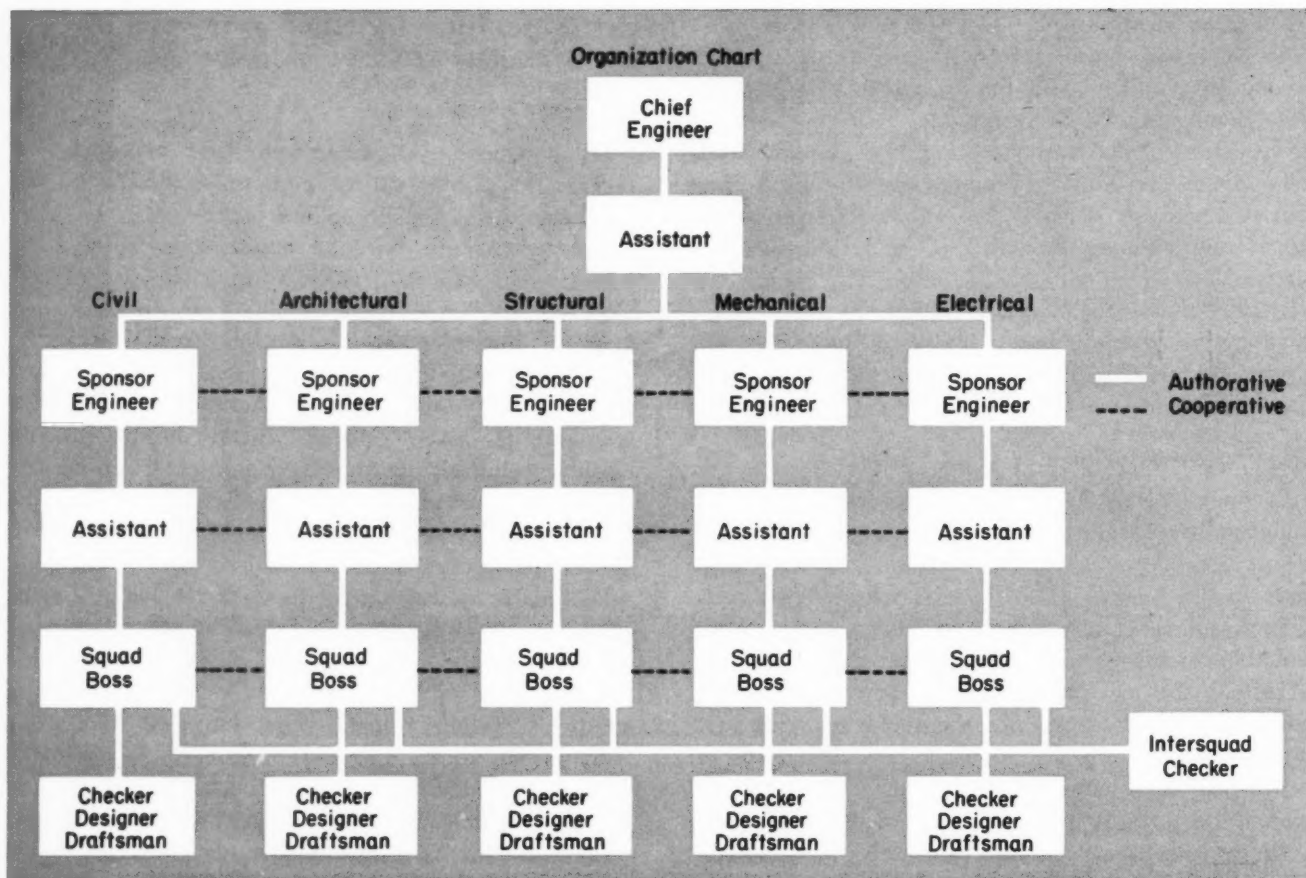 Organization Chart
Chief
Engineer
Assistant
Civil
Architectural
Structural
Mechanical
Electrical
Sponsor
Engineer
Sponsor
Engineer
Sponsor
Engineer
Sponsor
Engineer
Sponsor
Engineer
Authorative
Cooperative
Assistant
Assistant
Assistant
Assistant
Assistant
Squad
Boss
Squad
Boss
Squad
Boss
Squad
Boss
Squad
Boss
Intersquad
Checker
Checker
Designer
Draftsman
Checker
Designer
Draftsman
Checker
Designer
Draftsman
Checker
Designer
Draftsman
Checker
Designer
Draftsman